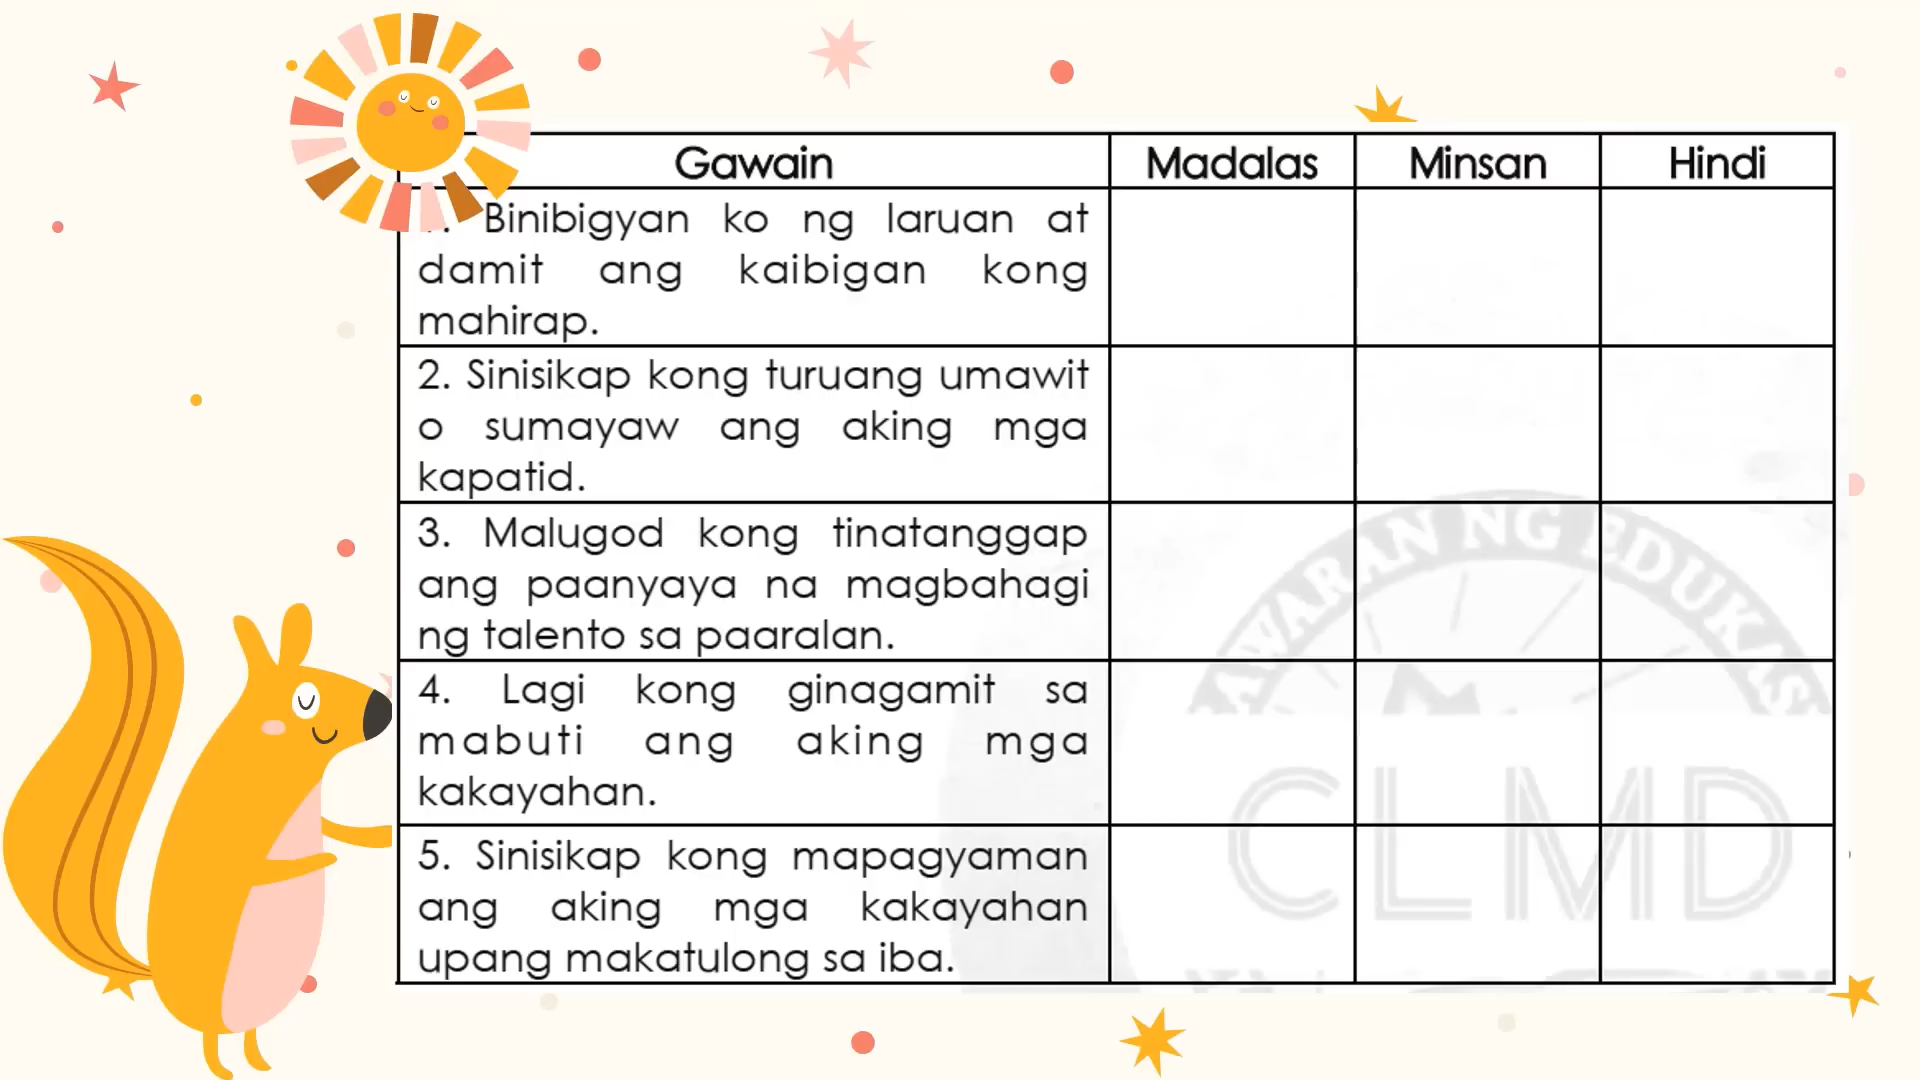 Gawain Madalas Minsan Hindi
. Binibigyan ko ng laruan at
damit ang kaibigan kong
mahirap.
2. Sinisikap kong turuang umawit
o sumayaw ang aking mga
kapatid.
3. Malugod kong tinatanggap
ang paanyaya na magbahagi
ng talento sa paaralan.
4. Lagi kong ginagamit sa
mabuti ang aking mga
kakayahan.
5. Sinisikap kong mapagyaman
ang aking mga kakayahan
upang makatulong sa iba.
AWARAN NG EDUKAS
CLMD